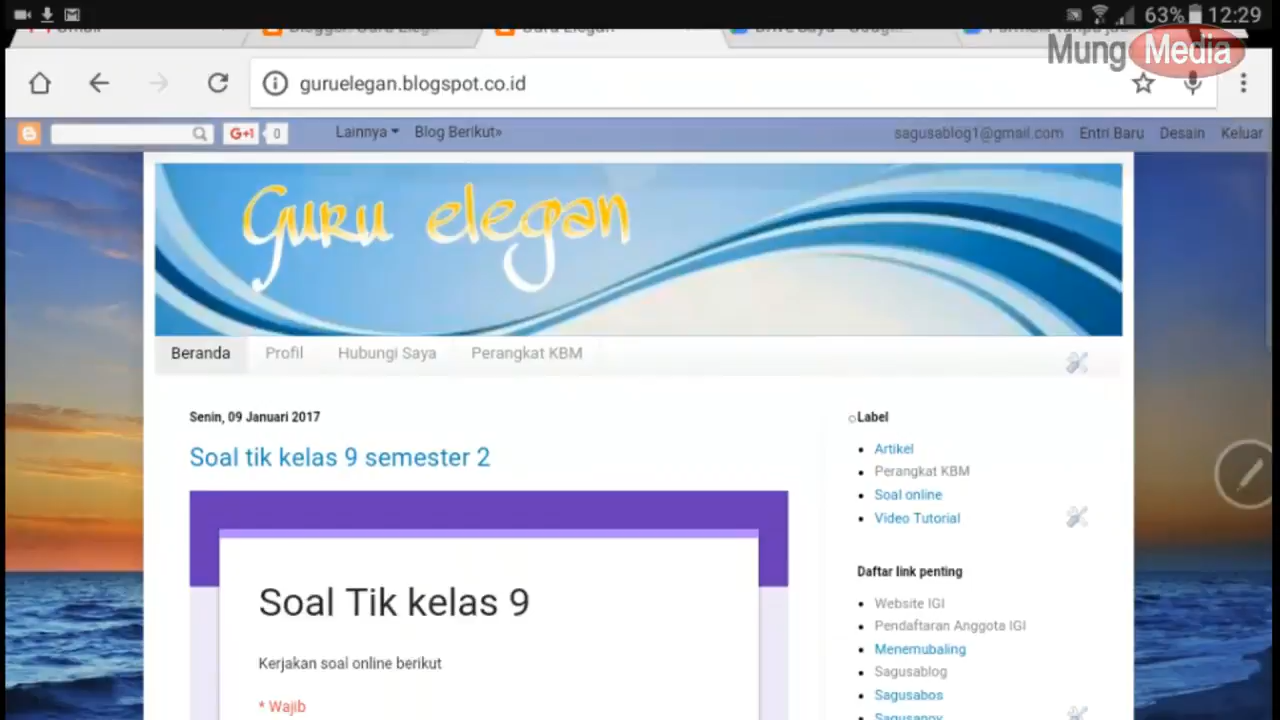 63% 12:29
Mung Media
guruelegan.blogspot.co.id
G+1 0 Lainnya Blog Berikut» sagusablog1@gmail.com Entri Baru Desain Keluar
Guru elegan
Beranda Profil Hubungi Saya Perangkat KBM
Senin, 09 Januari 2017
Soal tik kelas 9 semester 2
Soal Tik kelas 9
Kerjakan soal online berikut
* Wajib
Label
Artikel
Perangkat KBM
Soal online
Video Tutorial
Daftar link penting
Website IGI
Pendaftaran Anggota IGI
Menemubaling
Sagusablog
Sagusabos